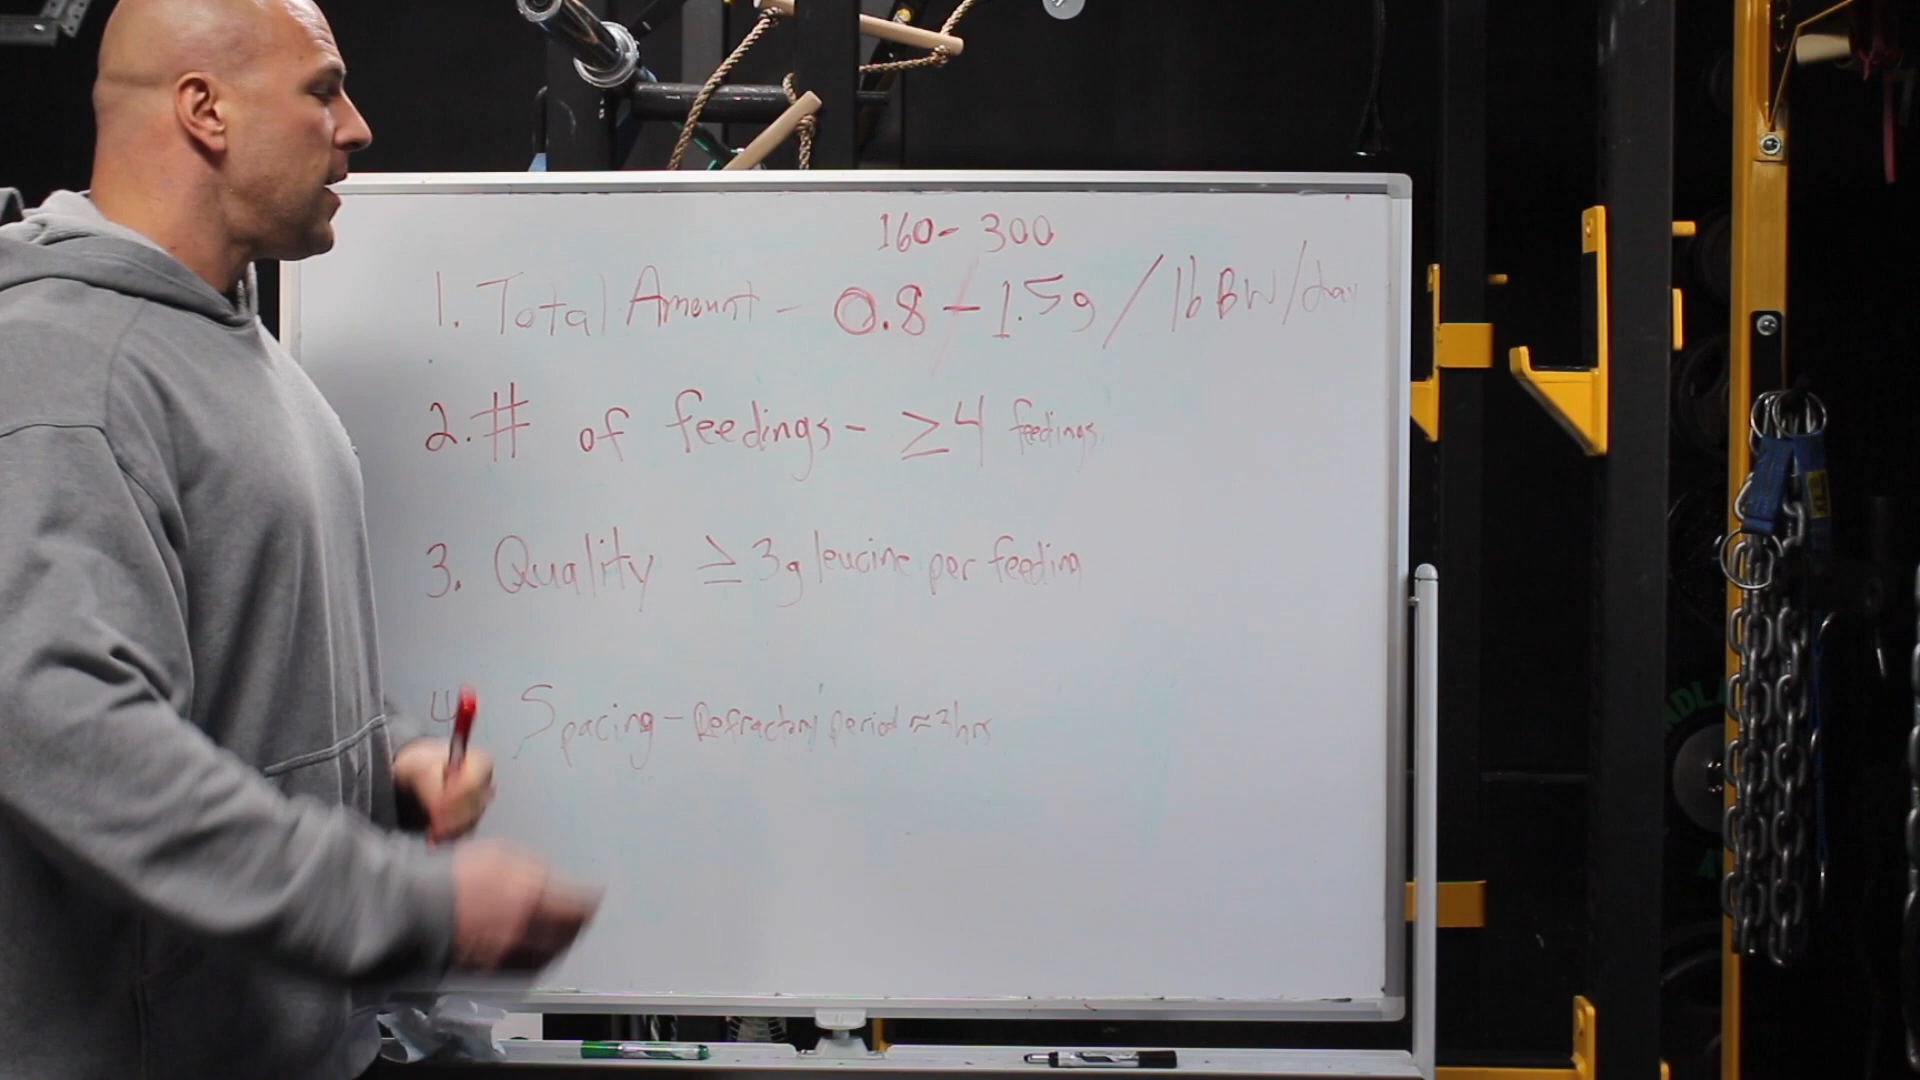 160- 300
1. Total Amount - 0.8 - 1.5g / lb BW/day
2. # of feedings - ≥4 feedings
3. Quality ≥ 3g leucine per feeding
4. Spacing - Refractory period ≈ 3hrs